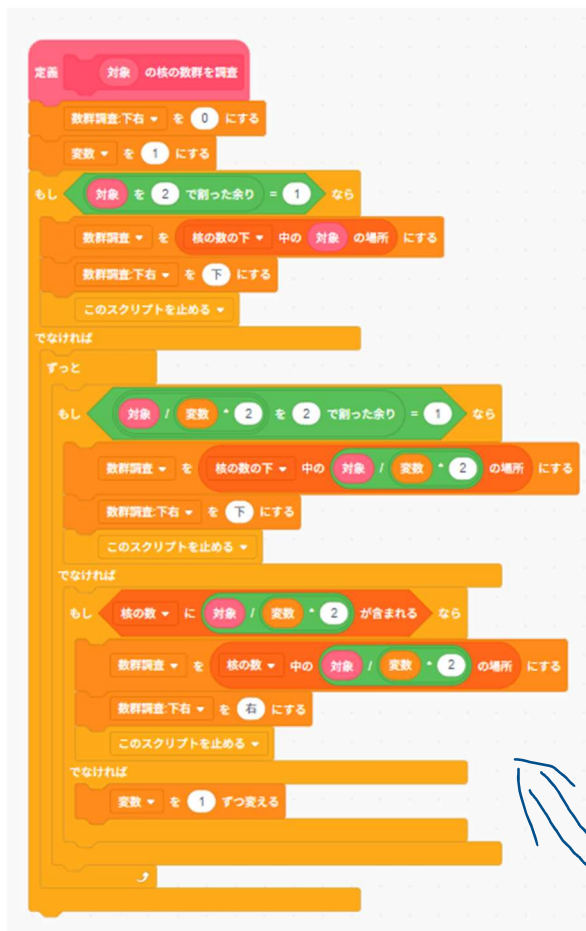 定義 対象 の核の数群を調査
数群調査:下右 を 0 にする
変数 を 1 にする
もし 対象 を 2 で割った余り = 1 なら
数群調査 を 核の数の下 中の 対象 の場所 にする
数群調査:下右 を 下 にする
このスクリプトを止める
でなければ
ずっと
もし 対象 / 変数 * 2 を 2 で割った余り = 1 なら
数群調査 を 核の数の下 中の 対象 / 変数 * 2 の場所 にする
数群調査:下右 を 下 にする
このスクリプトを止める
でなければ
もし 核の数 に 対象 / 変数 * 2 が含まれる なら
数群調査 を 核の数 中の 対象 / 変数 * 2 の場所 にする
数群調査:下右 を 右 にする
このスクリプトを止める
でなければ
変数 を 1 ずつ変える